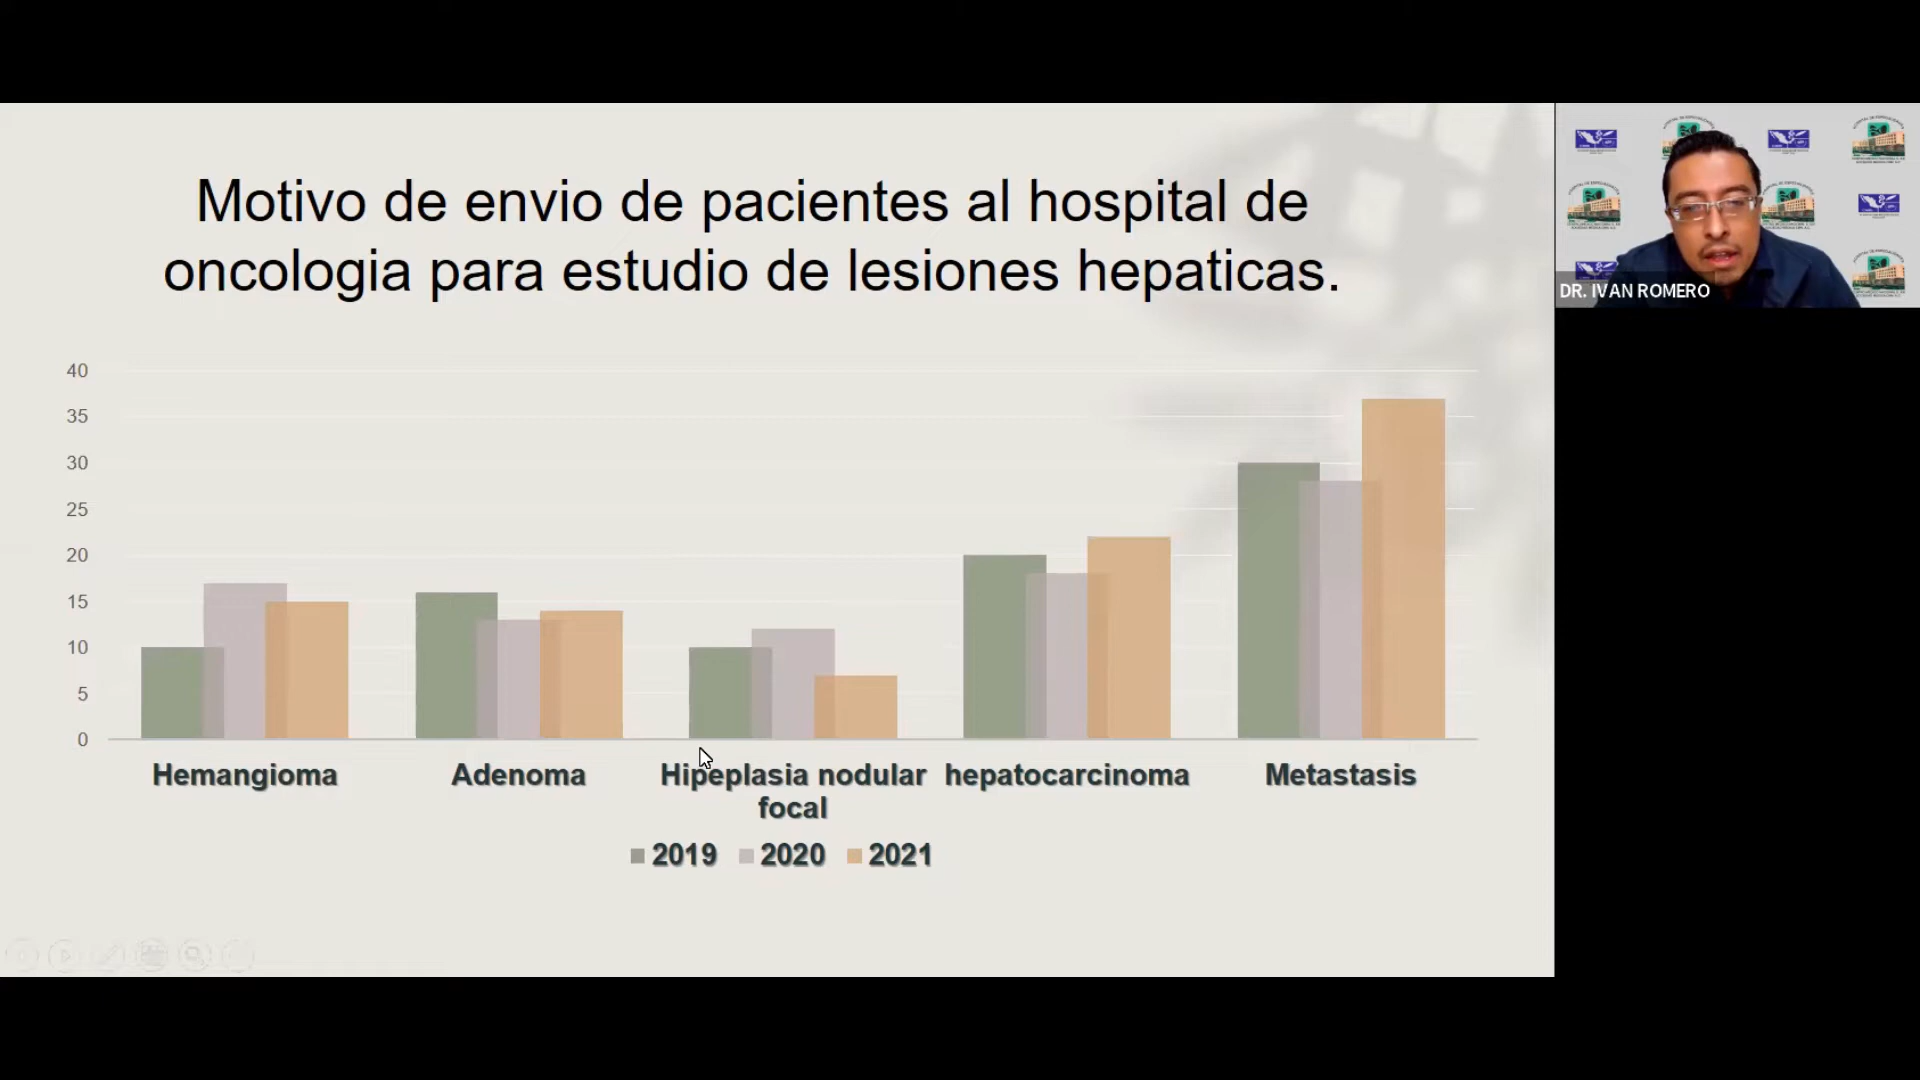 Motivo de envio de pacientes al hospital de
oncologia para estudio de lesiones hepaticas.
DR. IVAN ROMERO
40
35
30
25
20
15
10
5
0
Hemangioma
Adenoma
Hipeplasia nodular
focal
hepatocarcinoma
Metastasis
2019 2020 2021